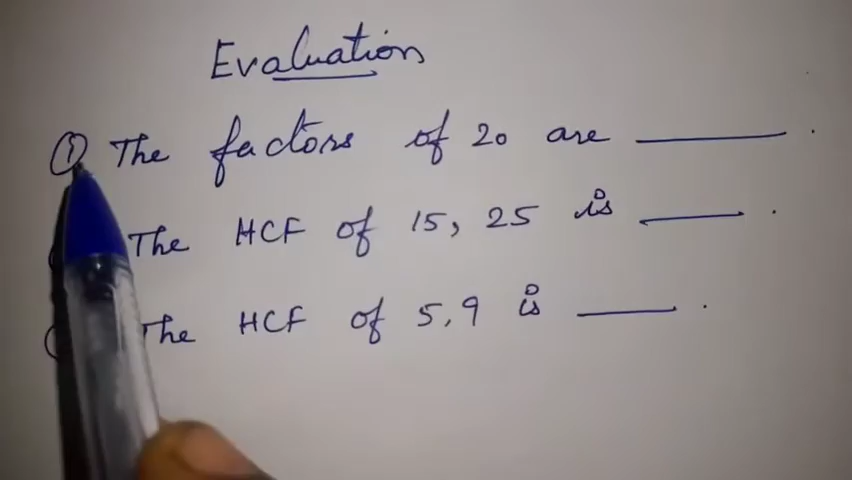 Evaluation
① The factors of 20 are ______ .
The HCF of 15, 25 is ______ .
The HCF of 5, 9 is ______ .